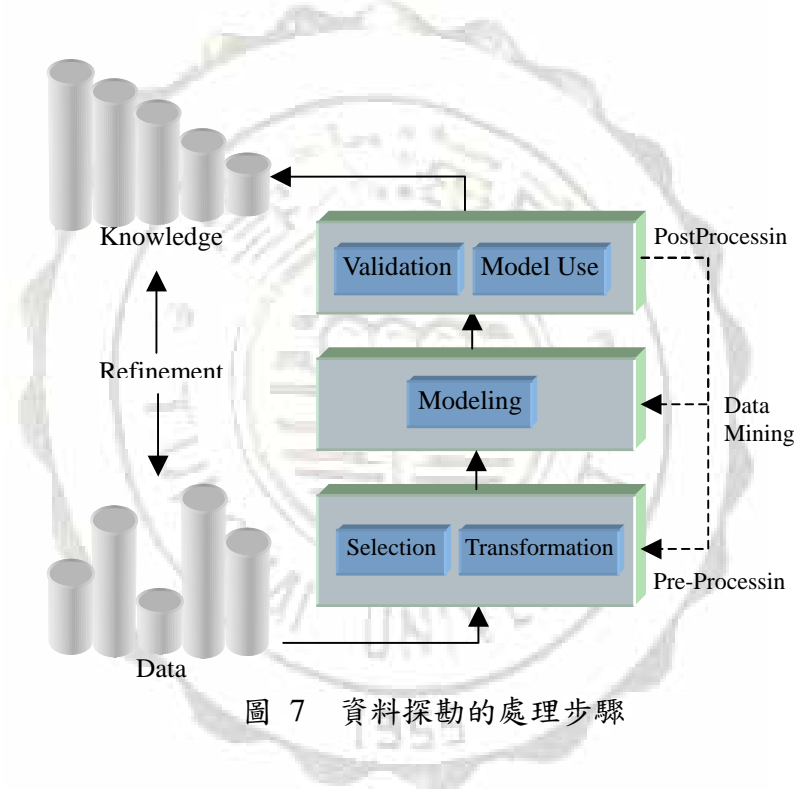 Knowledge
PostProcessin
Validation
Model Use
Refinement
Modeling
Data
Mining
Selection
Transformation
Pre-Processin
Data
圖 7 資料探勘的處理步驟
1955